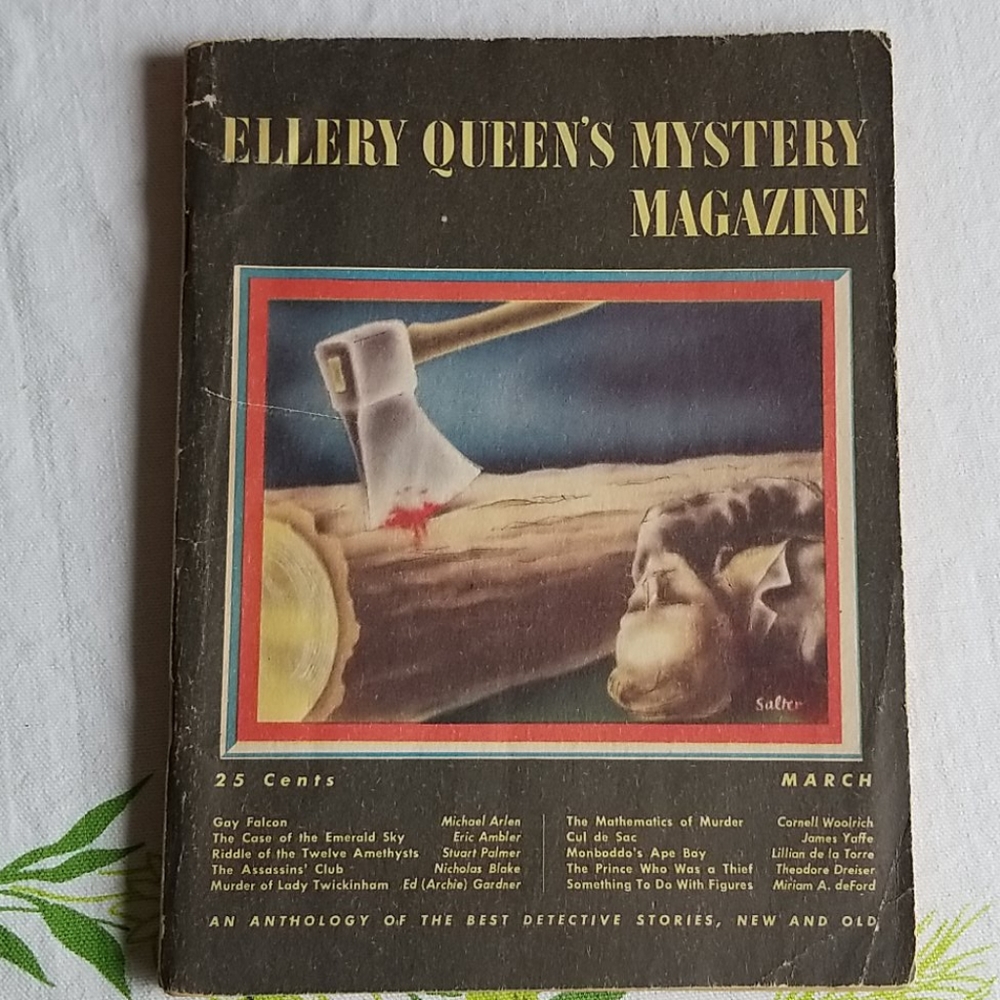 ELLERY QUEEN'S MYSTERY
MAGAZINE
Salter
25 Cents
MARCH
Gay Falcon Michael Arlen
The Case of the Emerald Sky Eric Ambler
Riddle of the Twelve Amethysts Stuart Palmer
The Assassins' Club Nicholas Blake
Murder of Lady Twickinham Ed (Archie) Gardner
The Mathematics of Murder Cornell Woolrich
Cul de Sac James Yaffe
Monboddo's Ape Boy Lillian de la Torre
The Prince Who Was a Thief Theodore Dreiser
Something To Do With Figures Miriam A. deFord
AN ANTHOLOGY OF THE BEST DETECTIVE STORIES, NEW AND OLD